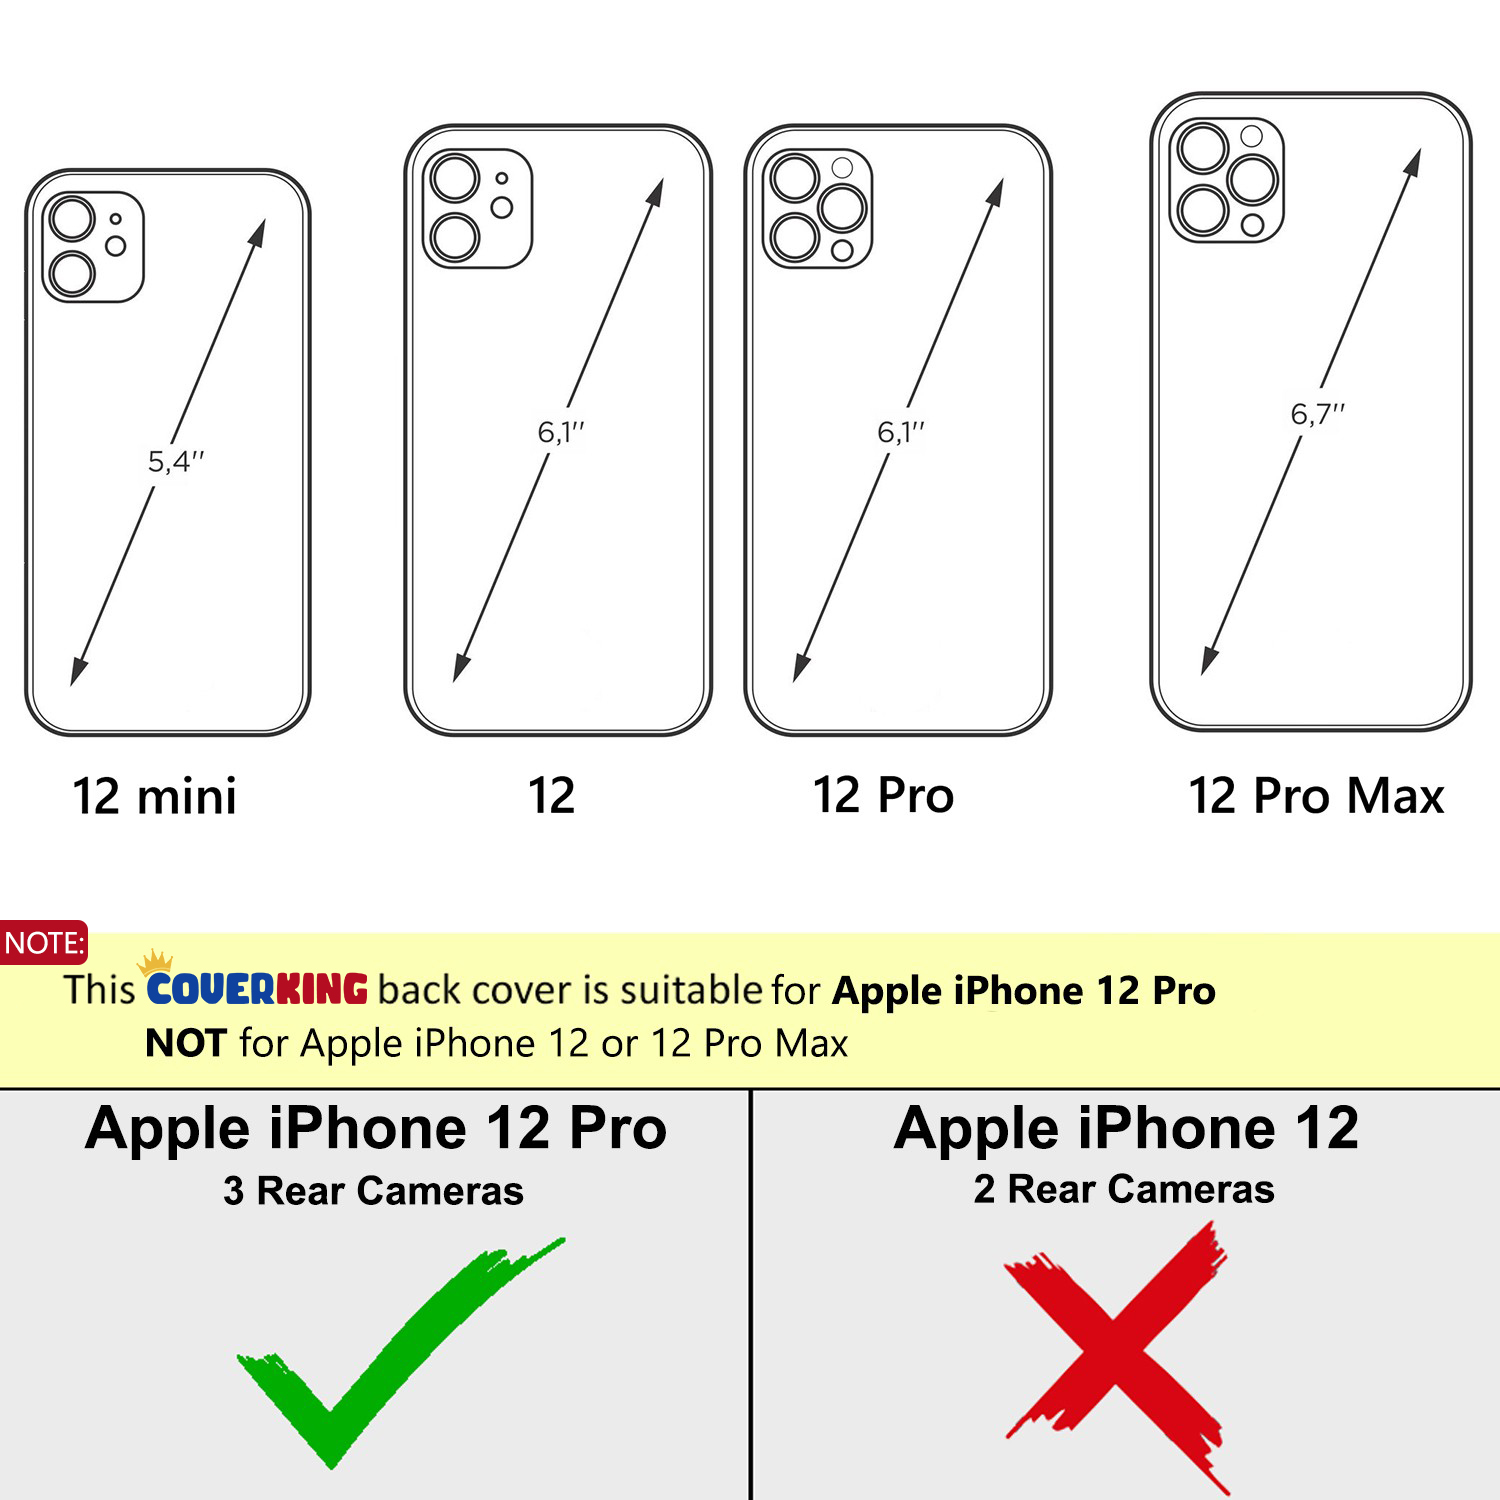 5,4''
6,1''
6,1''
6,7''
12 mini
12
12 Pro
12 Pro Max
NOTE:
This COVERKING back cover is suitable for Apple iPhone 12 Pro
NOT for Apple iPhone 12 or 12 Pro Max
Apple iPhone 12 Pro
3 Rear Cameras
Apple iPhone 12
2 Rear Cameras